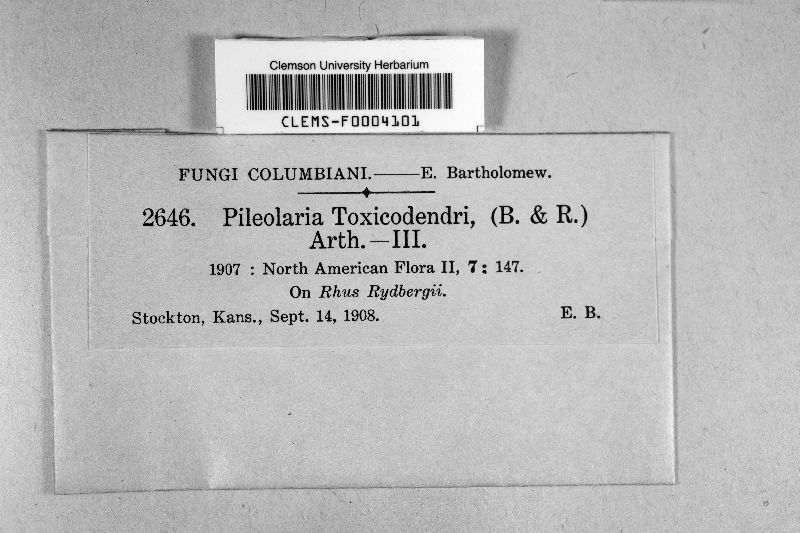 Clemson University Herbarium
CLEMS-F0004101
FUNGI COLUMBIANI.——E. Bartholomew.
2646. Pileolaria Toxicodendri, (B. & R.)
Arth.—III.
1907 : North American Flora II, 7 : 147.
On Rhus Rydbergii.
Stockton, Kans., Sept. 14, 1908. E. B.